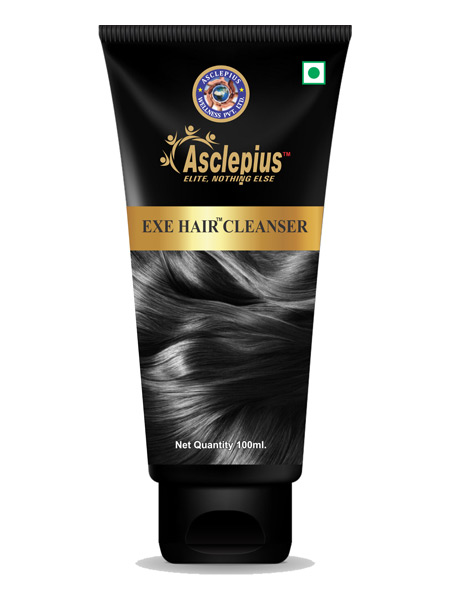 ASCLEPIUS
WELLNESS PVT. LTD.
Asclepius™
ELITE, NOTHING ELSE
EXE HAIR™ CLEANSER
Net Quantity 100ml.